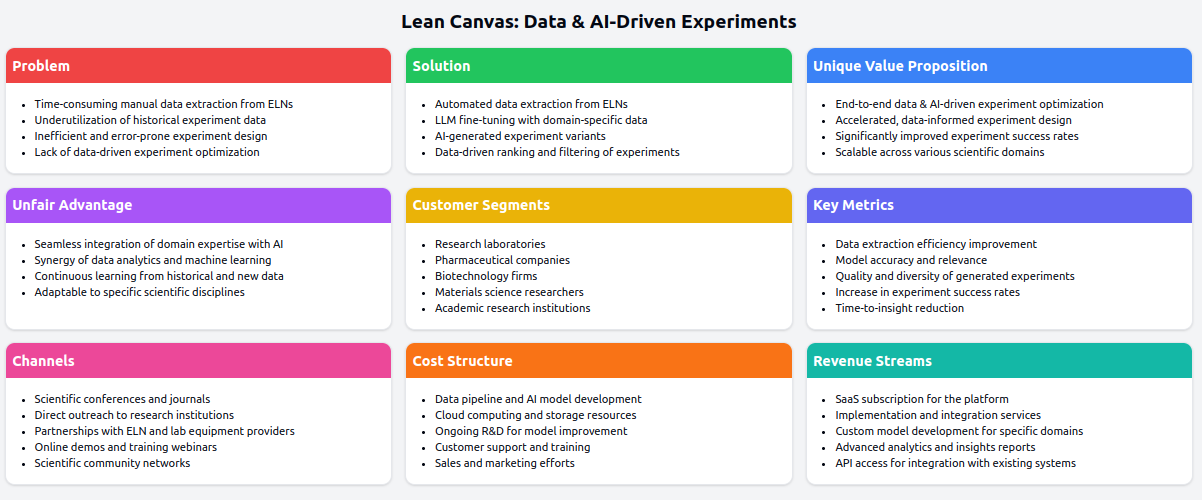 Lean Canvas: Data & AI-Driven Experiments
Problem
• Time-consuming manual data extraction from ELNs
• Underutilization of historical experiment data
• Inefficient and error-prone experiment design
• Lack of data-driven experiment optimization
Solution
• Automated data extraction from ELNs
• LLM fine-tuning with domain-specific data
• AI-generated experiment variants
• Data-driven ranking and filtering of experiments
Unique Value Proposition
• End-to-end data & AI-driven experiment optimization
• Accelerated, data-informed experiment design
• Significantly improved experiment success rates
• Scalable across various scientific domains
Unfair Advantage
• Seamless integration of domain expertise with AI
• Synergy of data analytics and machine learning
• Continuous learning from historical and new data
• Adaptable to specific scientific disciplines
Customer Segments
• Research laboratories
• Pharmaceutical companies
• Biotechnology firms
• Materials science researchers
• Academic research institutions
Key Metrics
• Data extraction efficiency improvement
• Model accuracy and relevance
• Quality and diversity of generated experiments
• Increase in experiment success rates
• Time-to-insight reduction
Channels
• Scientific conferences and journals
• Direct outreach to research institutions
• Partnerships with ELN and lab equipment providers
• Online demos and training webinars
• Scientific community networks
Cost Structure
• Data pipeline and AI model development
• Cloud computing and storage resources
• Ongoing R&D for model improvement
• Customer support and training
• Sales and marketing efforts
Revenue Streams
• SaaS subscription for the platform
• Implementation and integration services
• Custom model development for specific domains
• Advanced analytics and insights reports
• API access for integration with existing systems